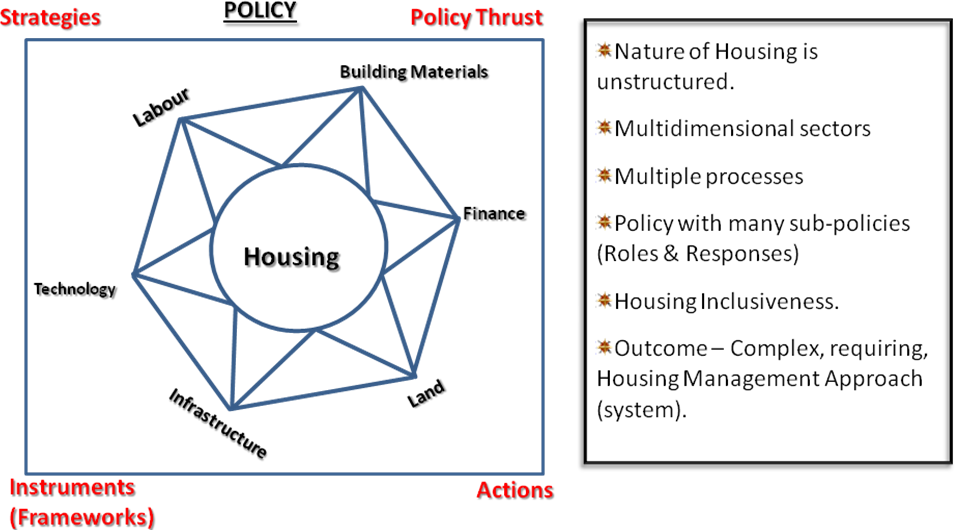 Strategies
POLICY
Policy Thrust
Building Materials
Labour
Finance
Housing
Technology
Land
Infrastructure
Instruments
(Frameworks)
Actions
Nature of Housing is
unstructured.
Multidimensional sectors
Multiple processes
Policy with many sub-policies
(Roles & Responses)
Housing Inclusiveness.
Outcome – Complex, requiring,
Housing Management Approach
(system).